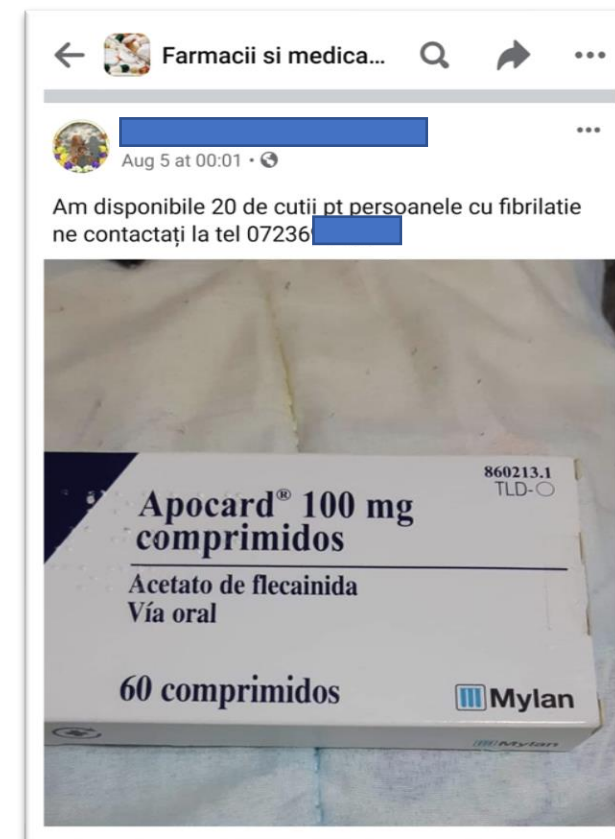 Farmacii si medica...
Aug 5 at 00:01 ·
Am disponibile 20 de cutii pt persoanele cu fibrilatie
ne contactați la tel 07236
860213.1
TLD-
Apocard® 100 mg
comprimidos
Acetato de flecainida
Vía oral
60 comprimidos
Mylan
Mylan